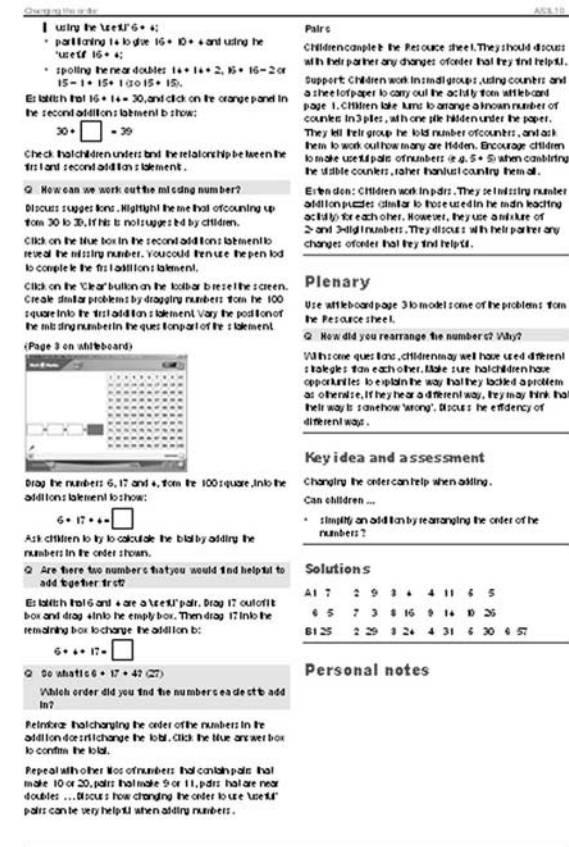 Changing the order
using the 'useful' 6 + 4;
• partitioning 14 to give 16 + 10 + 4 and using the
'useful' 16 + 4;
• spotting the near doubles 14 + 14 + 2, 16 + 16 – 2 or
15 – 1 + 15 + 1 (so 15 + 15).
Establish that 16 + 14 = 30, and click on the orange panel in
the second addition statement to show:
30 + = 39
Check that children understand the relationship between the
first and second addition statement.
Q How can we work out the missing number?
Discuss suggestions. Highlight the method of counting up
from 30 to 39, if this is not suggested by children.
Click on the blue box in the second addition statement to
reveal the missing number. You could then use the pen tool
to complete the first addition statement.
Click on the 'Clear' button on the toolbar to reset the screen.
Create similar problems by dragging numbers from the 100
square into the first addition statement. Vary the position of
the missing number in the question part of the statement.
(Page 3 on whiteboard)
Drag the numbers 6, 17 and 4, from the 100 square, into the
addition statement to show:
6 + 17 + 4 =
Ask children to try to calculate the total by adding the
numbers in the order shown.
Q Are there two numbers that you would find helpful to
add together first?
Establish that 6 and 4 are a 'useful' pair. Drag 17 out of its
box and drag 4 into the empty box. Then drag 17 into the
remaining box to change the addition to:
6 + 4 + 17 =
Q So what is 6 + 17 + 4? (27)
Which order did you find the numbers easiest to add
in?
Reinforce that changing the order of the numbers in the
addition doesn't change the total. Click the blue answer box
to confirm the total.
Repeat with other trios of numbers that contain pairs that
make 10 or 20, pairs that make 9 or 11, pairs that are near
doubles ... Discuss how changing the order to use 'useful'
pairs can be very helpful when adding numbers.
Pairs
Children complete the Resource sheet. They should discuss
with their partner any changes of order that they find helpful.
Support: Children work in small groups, using counters and
a sheet of paper to carry out the activity from whiteboard
page 1. Children take turns to arrange a known number of
counters in 3 piles, with one pile hidden under the paper.
They tell their group the total number of counters, and ask
them to work out how many are hidden. Encourage children
to make useful pairs of numbers (e.g. 5 + 5) when combining
the visible counters, rather than just counting them all.
Extension: Children work in pairs. They set missing number
addition puzzles (similar to those used in the main teaching
activity) for each other. However, they use a mixture of
2- and 3-digit numbers. They discuss with their partner any
changes of order that they find helpful.
Plenary
Use whiteboard page 3 to model some of the problems from
the Resource sheet.
Q How did you rearrange the numbers? Why?
With some questions, children may well have used different
strategies from each other. Make sure that children have
opportunities to explain the way that they tackled a problem
as otherwise, if they hear a different way, they may think that
their way is somehow 'wrong'. Discuss the efficiency of
different ways.
Key idea and assessment
Changing the order can help when adding.
Can children ...
• simplify an addition by rearranging the order of the
numbers?
Solutions
A1 7 2 9 3 4 4 11 5 5
6 5 7 3 8 16 9 14 10 26
B1 25 2 29 3 24 4 31 5 30 6 57
Personal notes